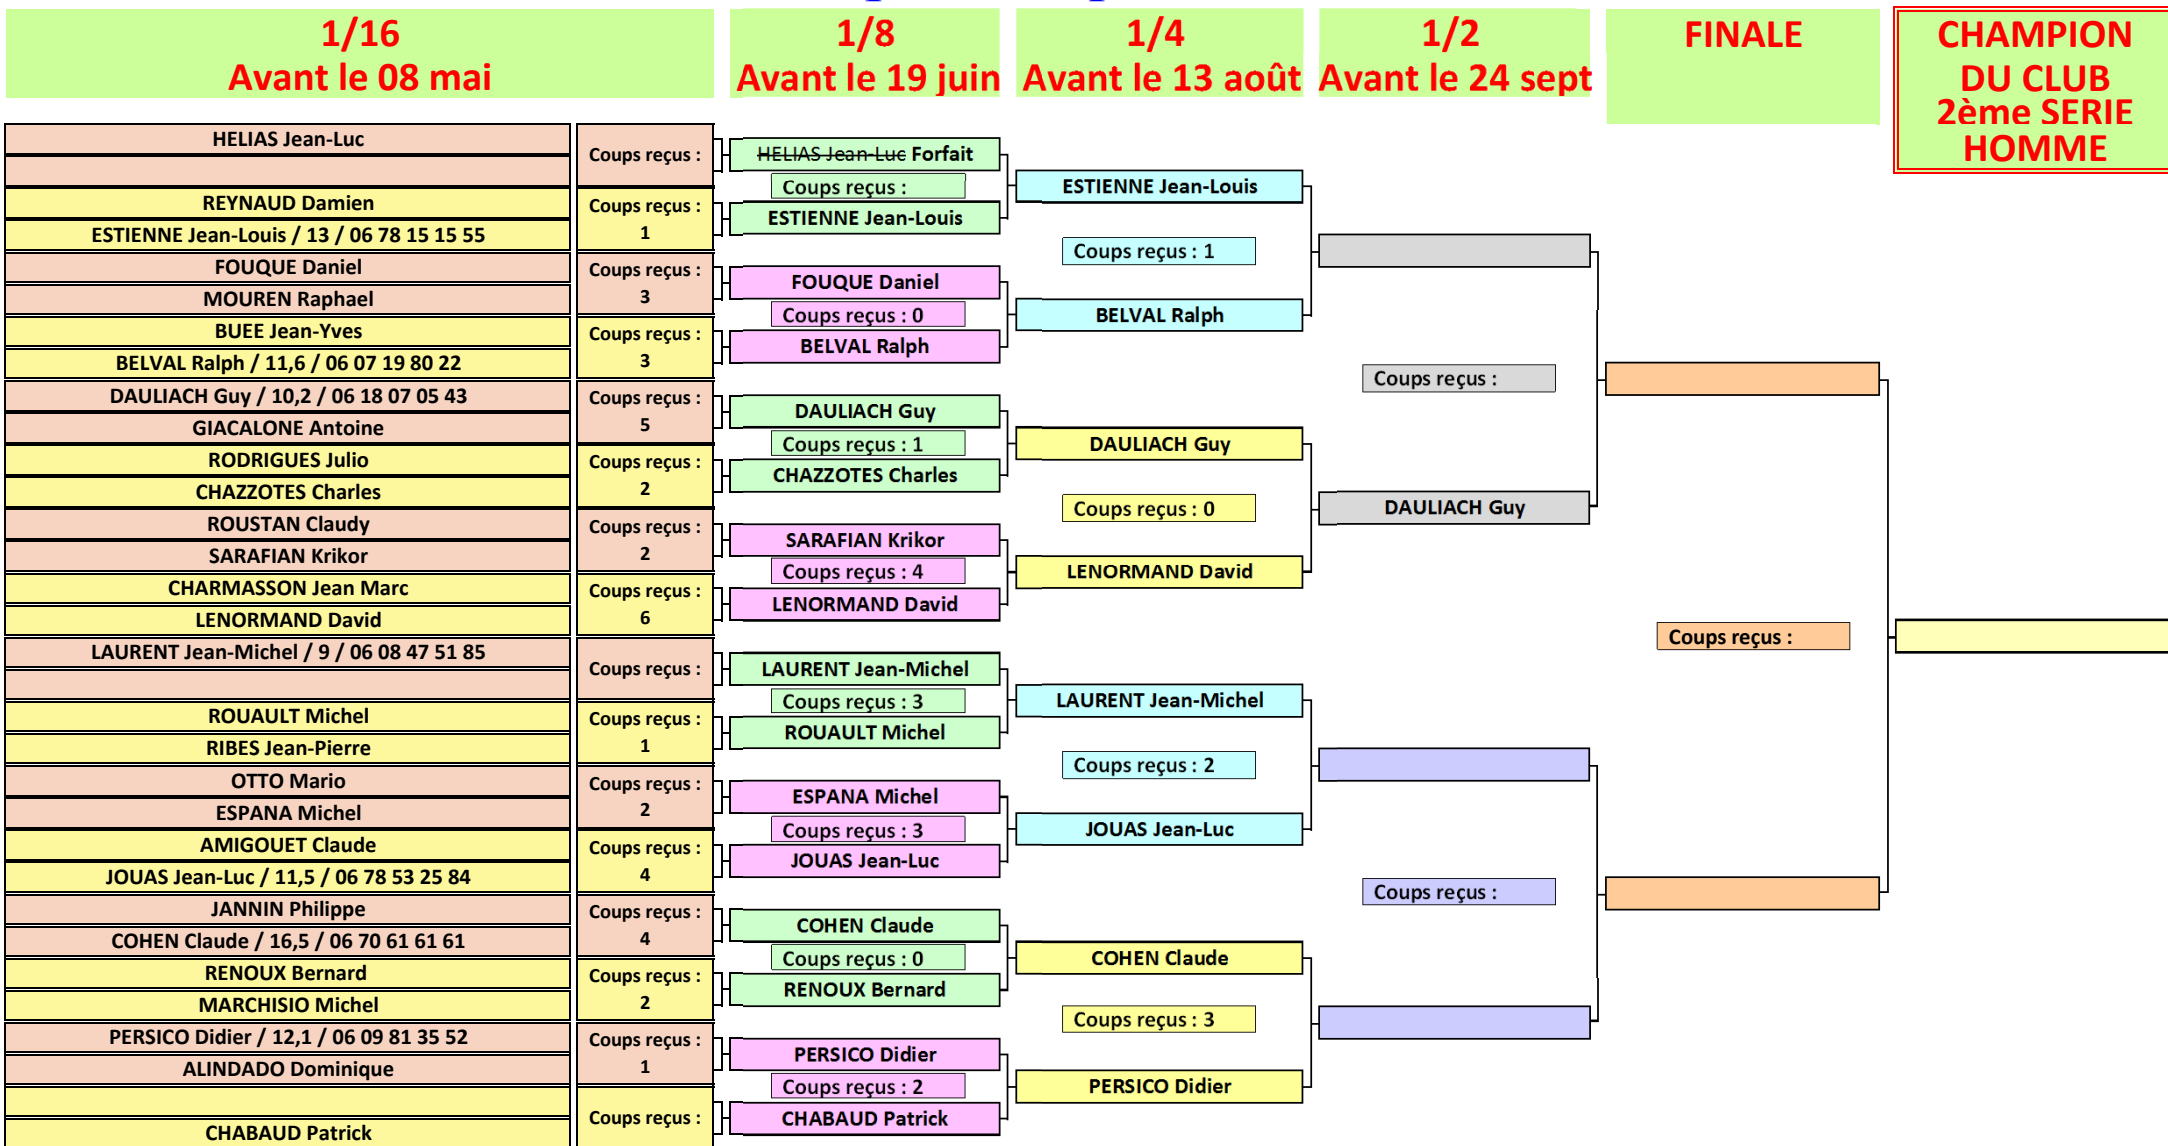 1/16
Avant le 08 mai
1/8
Avant le 19 juin
1/4
Avant le 13 août
1/2
Avant le 24 sept
FINALE
CHAMPION
DU CLUB
2ème SERIE
HOMME
HELIAS Jean-Luc
Coups reçus :
REYNAUD Damien
ESTIENNE Jean-Louis / 13 / 06 78 15 15 55
Coups reçus :
1
FOUQUE Daniel
MOUREN Raphael
Coups reçus :
3
BUEE Jean-Yves
BELVAL Ralph / 11,6 / 06 07 19 80 22
Coups reçus :
3
DAULIACH Guy / 10,2 / 06 18 07 05 43
GIACALONE Antoine
Coups reçus :
5
RODRIGUES Julio
CHAZZOTES Charles
Coups reçus :
2
ROUSTAN Claudy
SARAFIAN Krikor
Coups reçus :
2
CHARMASSON Jean Marc
LENORMAND David
Coups reçus :
6
LAURENT Jean-Michel / 9 / 06 08 47 51 85
Coups reçus :
ROUAULT Michel
RIBES Jean-Pierre
Coups reçus :
1
OTTO Mario
ESPANA Michel
Coups reçus :
2
AMIGOUET Claude
JOUAS Jean-Luc / 11,5 / 06 78 53 25 84
Coups reçus :
4
JANNIN Philippe
COHEN Claude / 16,5 / 06 70 61 61 61
Coups reçus :
4
RENOUX Bernard
MARCHISIO Michel
Coups reçus :
2
PERSICO Didier / 12,1 / 06 09 81 35 52
ALINDADO Dominique
Coups reçus :
1
CHABAUD Patrick
Coups reçus :
HELIAS Jean-Luc Forfait
Coups reçus :
ESTIENNE Jean-Louis
FOUQUE Daniel
Coups reçus : 0
BELVAL Ralph
DAULIACH Guy
Coups reçus : 1
CHAZZOTES Charles
SARAFIAN Krikor
Coups reçus : 4
LENORMAND David
LAURENT Jean-Michel
Coups reçus : 3
ROUAULT Michel
ESPANA Michel
Coups reçus : 3
JOUAS Jean-Luc
COHEN Claude
Coups reçus : 0
RENOUX Bernard
PERSICO Didier
Coups reçus : 2
CHABAUD Patrick
ESTIENNE Jean-Louis
Coups reçus : 1
BELVAL Ralph
DAULIACH Guy
Coups reçus : 0
LENORMAND David
LAURENT Jean-Michel
Coups reçus : 2
JOUAS Jean-Luc
COHEN Claude
Coups reçus : 3
PERSICO Didier
Coups reçus :
DAULIACH Guy
Coups reçus :
Coups reçus :